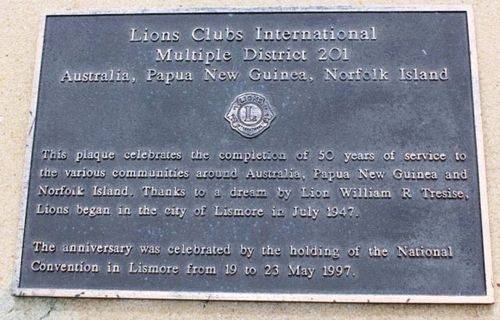 Lions Clubs International
Multiple District 201
Australia, Papua New Guinea, Norfolk Island
L
This plaque celebrates the completion of 50 years of service to
the various communities around Australia, Papua New Guinea and
Norfolk Island. Thanks to a dream by Lion William R Tresise,
Lions began in the city of Lismore in July 1947.
The anniversary was celebrated by the holding of the National
Convention in Lismore from 19 to 23 May 1997.